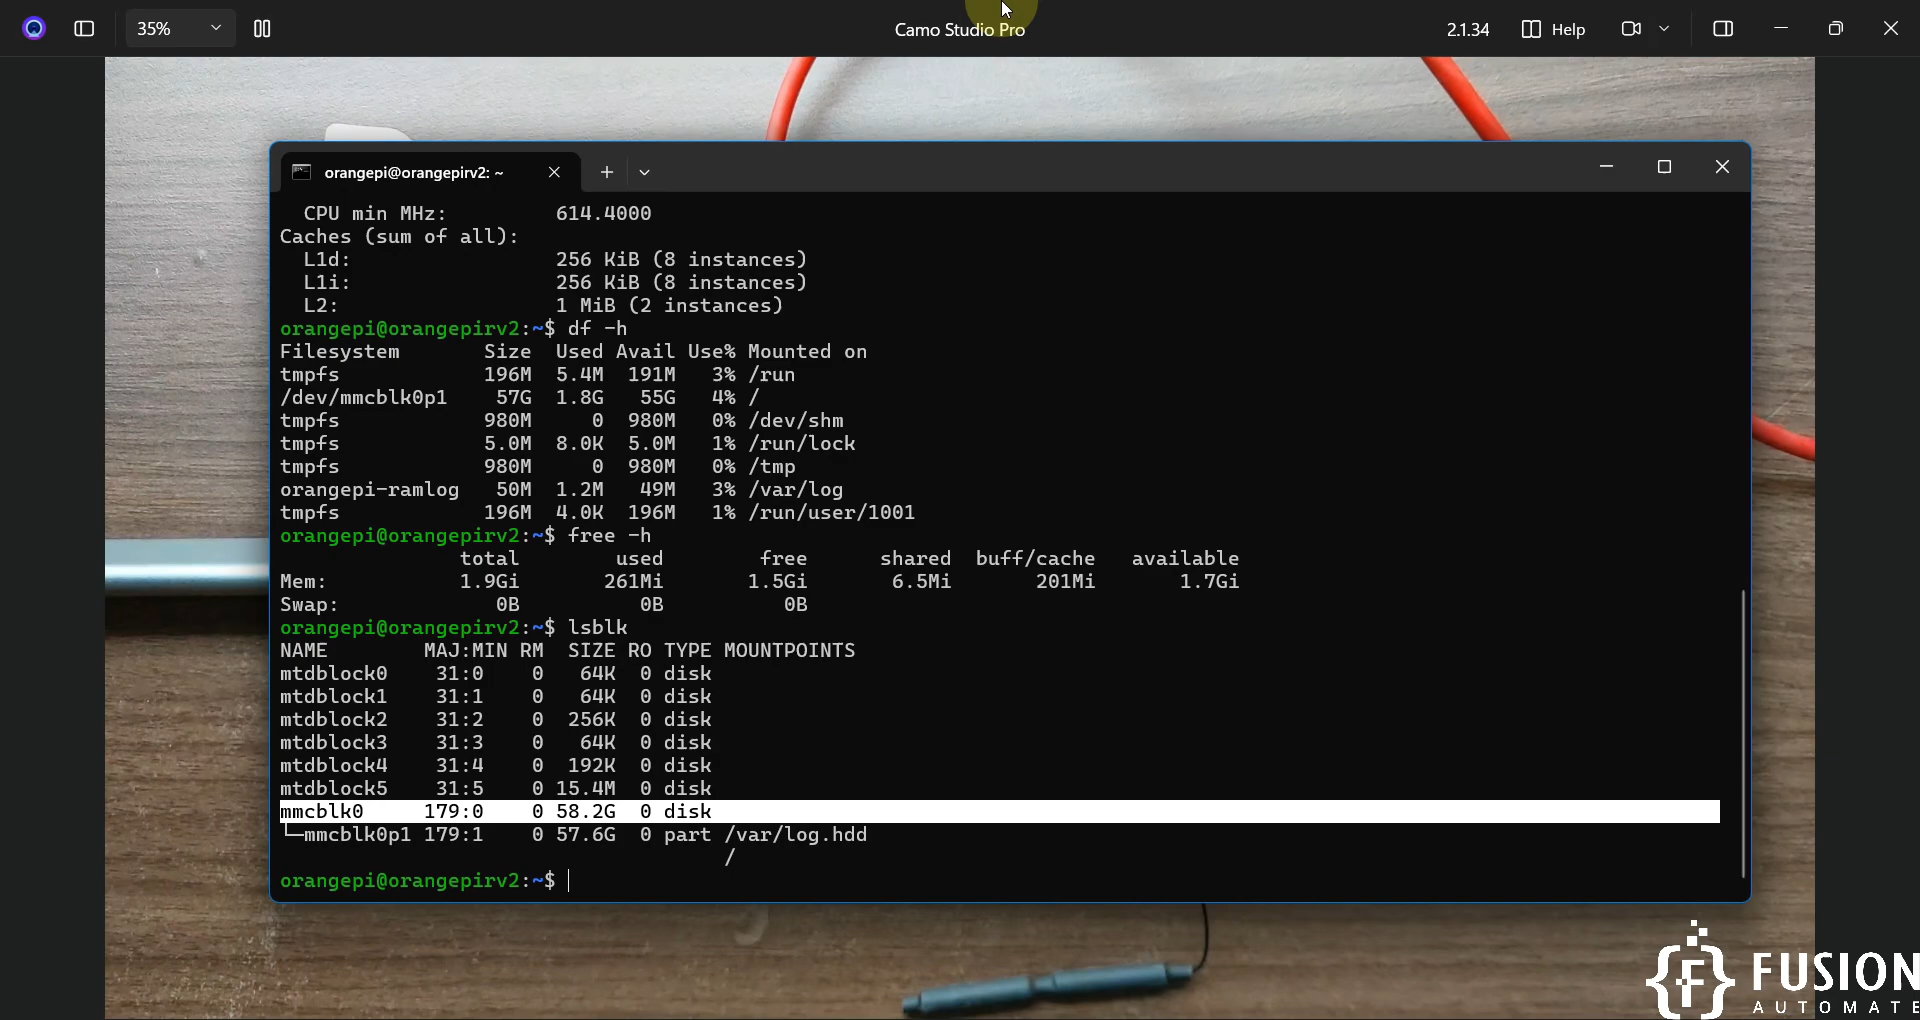 35%
Camo Studio Pro
2.1.34
Help
orangepi@orangepirv2: ~
CPU min MHz: 614.4000
Caches (sum of all):
L1d: 256 KiB (8 instances)
L1i: 256 KiB (8 instances)
L2: 1 MiB (2 instances)
orangepi@orangepirv2:~$ df -h
Filesystem Size Used Avail Use% Mounted on
tmpfs 196M 5.4M 191M 3% /run
/dev/mmcblk0p1 57G 1.8G 55G 4% /
tmpfs 980M 0 980M 0% /dev/shm
tmpfs 5.0M 8.0K 5.0M 1% /run/lock
tmpfs 980M 0 980M 0% /tmp
orangepi-ramlog 50M 1.2M 49M 3% /var/log
tmpfs 196M 4.0K 196M 1% /run/user/1001
orangepi@orangepirv2:~$ free -h
total used free shared buff/cache available
Mem: 1.9Gi 261Mi 1.5Gi 6.5Mi 201Mi 1.7Gi
Swap: 0B 0B 0B
orangepi@orangepirv2:~$ lsblk
NAME MAJ:MIN RM SIZE RO TYPE MOUNTPOINTS
mtdblock0 31:0 0 64K 0 disk
mtdblock1 31:1 0 64K 0 disk
mtdblock2 31:2 0 256K 0 disk
mtdblock3 31:3 0 64K 0 disk
mtdblock4 31:4 0 192K 0 disk
mtdblock5 31:5 0 15.4M 0 disk
mmcblk0 179:0 0 58.2G 0 disk
└─mmcblk0p1 179:1 0 57.6G 0 part /var/log.hdd
/
orangepi@orangepirv2:~$
FUSION
AUTOMATE